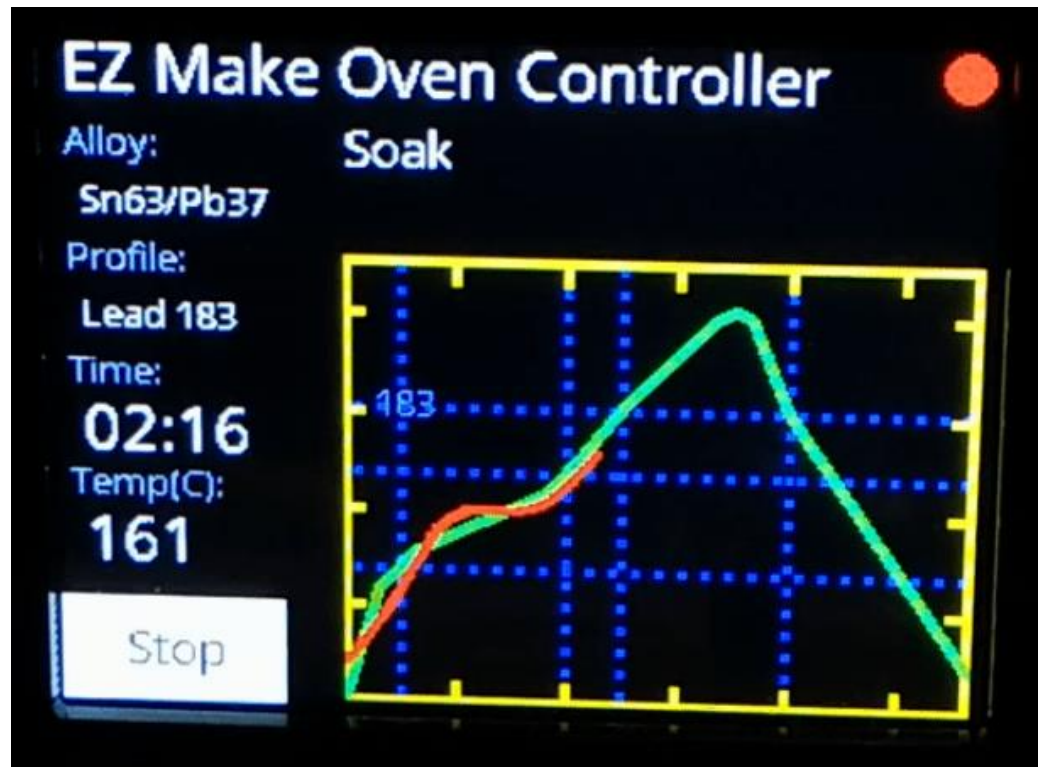 EZ Make Oven Controller
Alloy:
Soak
Sn63/Pb37
Profile:
Lead 183
Time:
02:16
Temp(C):
161
Stop
183